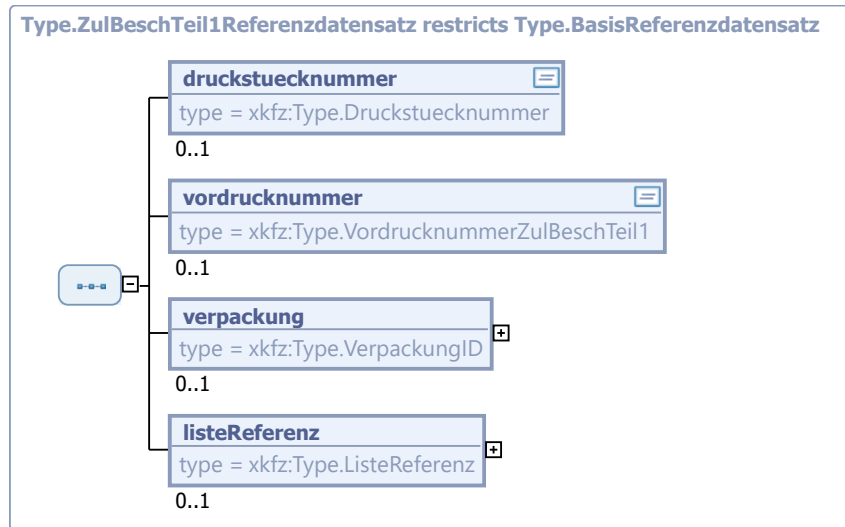 Type.ZulBeschTeil1Referenzdatensatz restricts Type.BasisReferenzdatensatz
druckstuecknummer
type = xkfz:Type.Druckstuecknummer
0..1
vordrucknummer
type = xkfz:Type.VordrucknummerZulBeschTeil1
0..1
verpackung
type = xkfz:Type.VerpackungID
0..1
listeReferenz
type = xkfz:Type.ListeReferenz
0..1